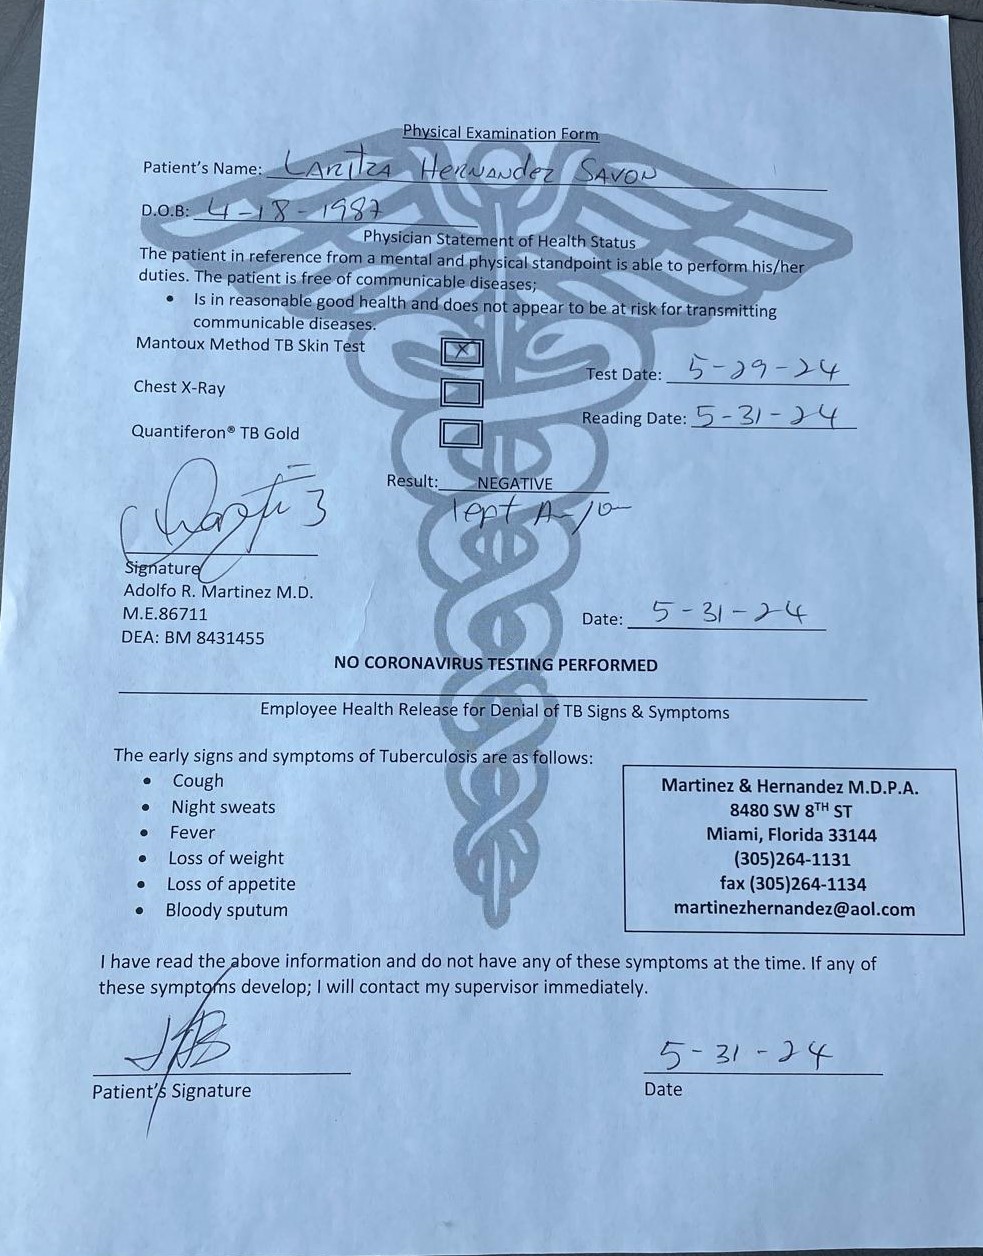 Physical Examination Form
Patient's Name: LARITZA HERNANDEZ SAVON
D.O.B: 4-18-1987
Physician Statement of Health Status
The patient in reference from a mental and physical standpoint is able to perform his/her
duties. The patient is free of communicable diseases;
• Is in reasonable good health and does not appear to be at risk for transmitting
communicable diseases.
Mantoux Method TB Skin Test X
Test Date: 5-29-24
Chest X-Ray
Reading Date: 5-31-24
Quantiferon® TB Gold
Result: NEGATIVE
Signature
Adolfo R. Martinez M.D.
M.E.86711
DEA: BM 8431455
Date: 5-31-24
NO CORONAVIRUS TESTING PERFORMED
Employee Health Release for Denial of TB Signs & Symptoms
The early signs and symptoms of Tuberculosis are as follows:
• Cough
• Night sweats
• Fever
• Loss of weight
• Loss of appetite
• Bloody sputum
Martinez & Hernandez M.D.P.A.
8480 SW 8TH ST
Miami, Florida 33144
(305)264-1131
fax (305)264-1134
martinezhernandez@aol.com
I have read the above information and do not have any of these symptoms at the time. If any of
these symptoms develop; I will contact my supervisor immediately.
5-31-24
Patient's Signature
Date